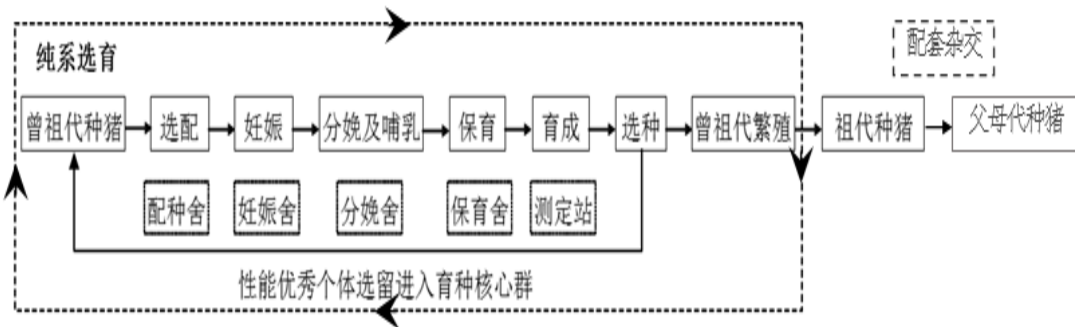 配套杂交
纯系选育
曾祖代种猪
选配
妊娠
分娩及哺乳
保育
育成
选种
曾祖代繁殖
祖代种猪
父母代种猪
配种舍
妊娠舍
分娩舍
保育舍
测定站
性能优秀个体选留进入育种核心群